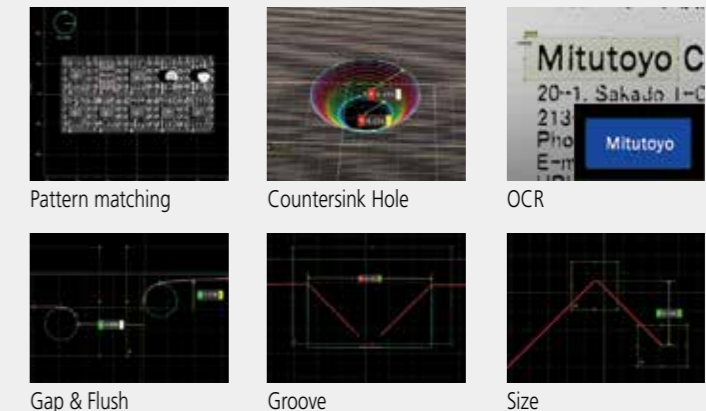 Mitutoyo C
20-1, Sakado 1-C
213
Pho
Mitutoyo
E-m
Pattern matching
Countersink Hole
OCR
Gap & Flush
Groove
Size